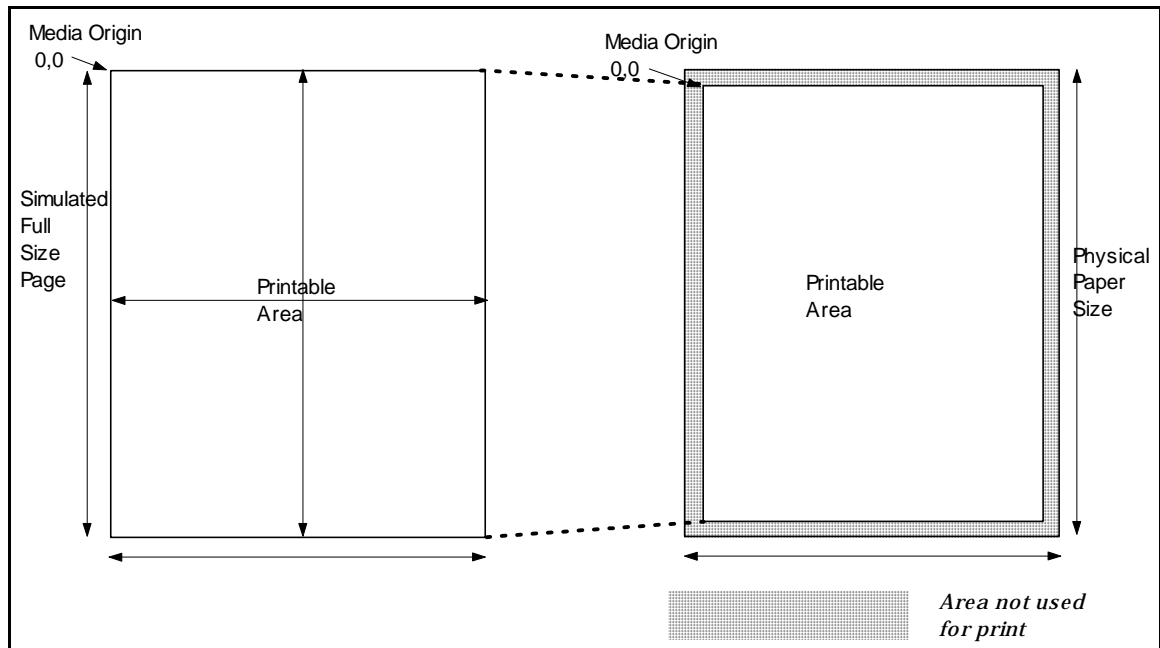 Media Origin
0,0
Simulated
Full
Size
Page
Printable
Area
Media Origin
0,0
Printable
Area
Physical
Paper
Size
Area not used
for print